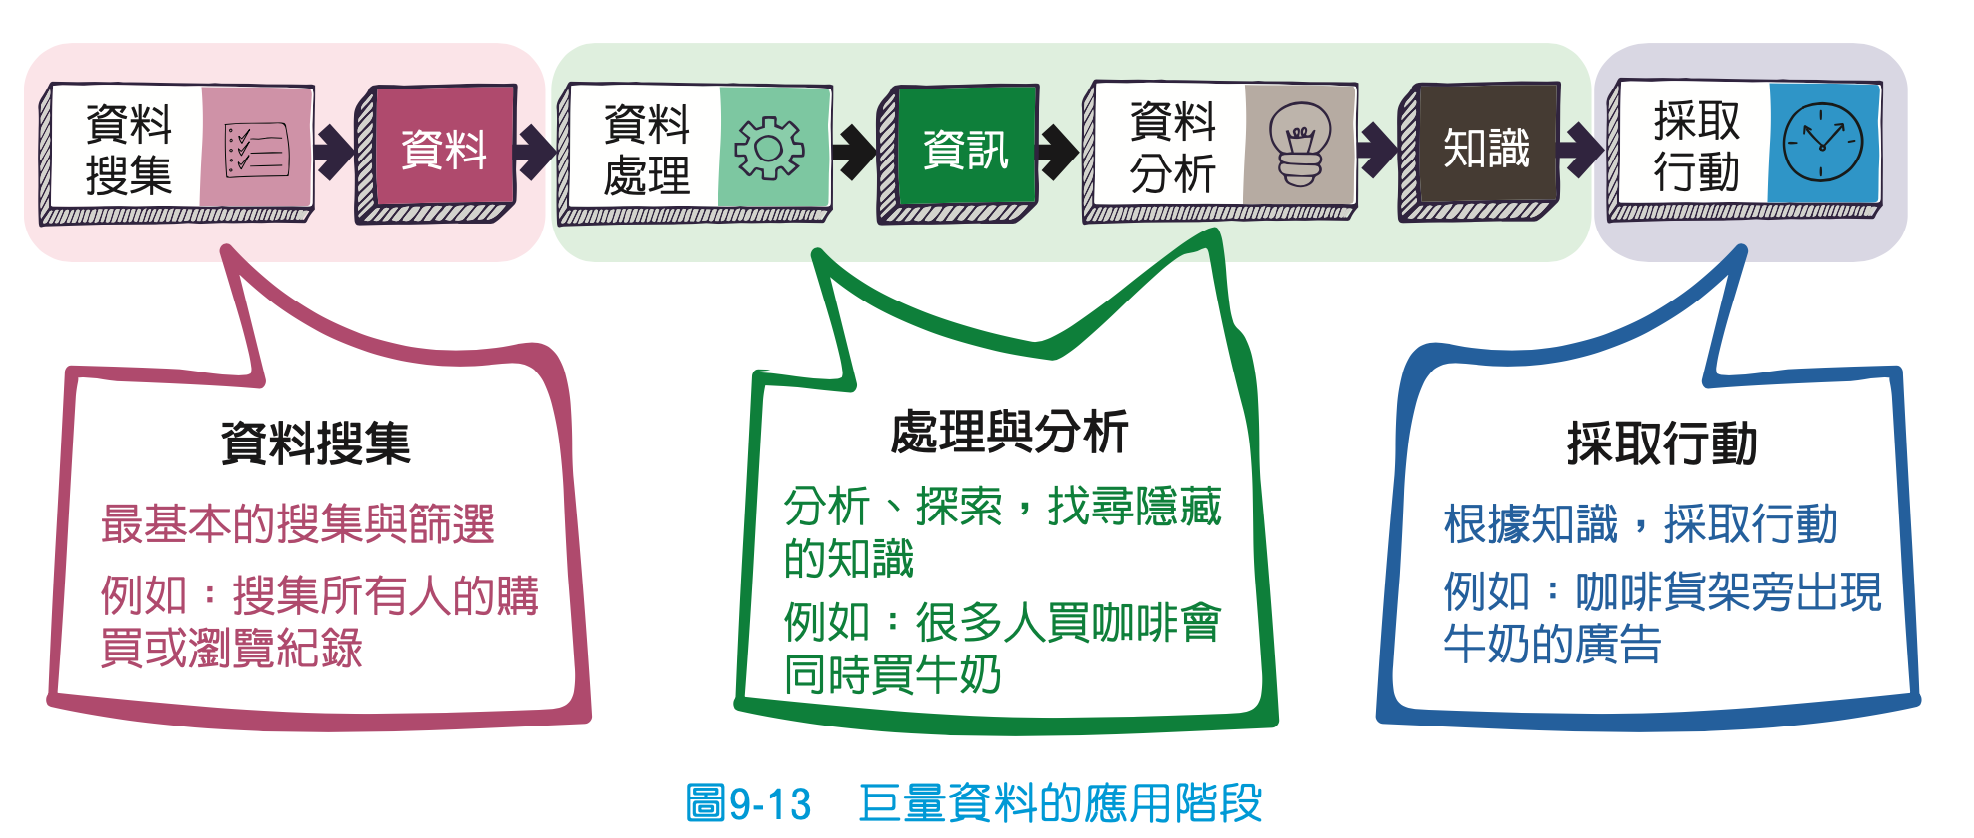 資料
搜集
資料
資料
處理
資訊
資料
分析
知識
採取
行動
資料搜集
最基本的搜集與篩選
例如：搜集所有人的購
買或瀏覽紀錄
處理與分析
分析、探索，找尋隱藏
的知識
例如：很多人買咖啡會
同時買牛奶
採取行動
根據知識，採取行動
例如：咖啡貨架旁出現
牛奶的廣告
圖9-13　巨量資料的應用階段